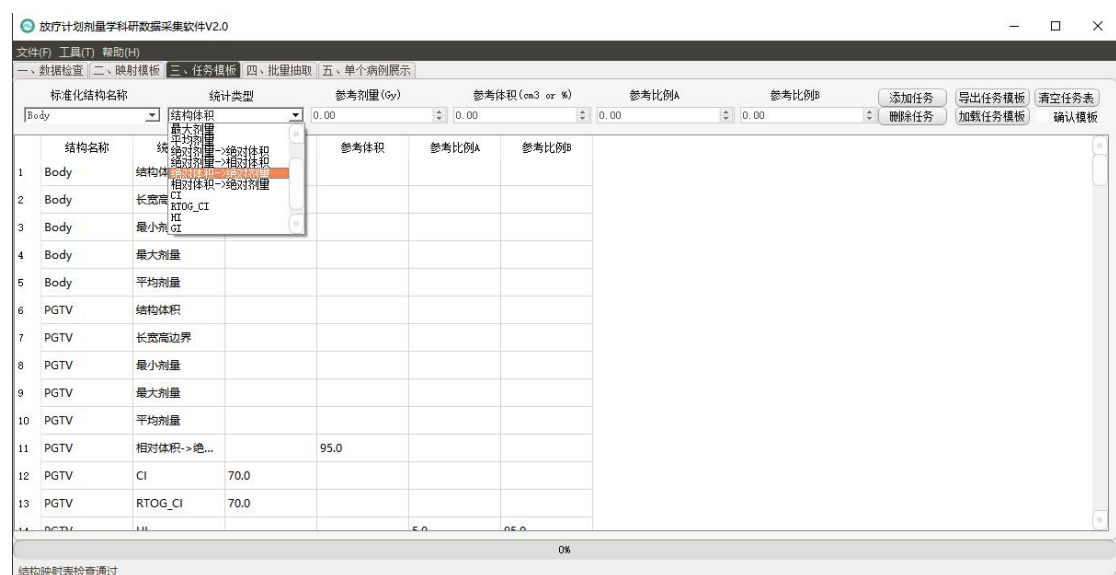 放疗计划剂量学科研数据采集软件V2.0
文件(F) 工具(T) 帮助(H)
一、数据检查 二、映射模板 三、任务模板 四、批量抽取 五、单个病例展示
标准化结构名称 统计类型 参考剂量(Gy) 参考体积(cm3 or %) 参考比例A 参考比例B 添加任务 导出任务模板 清空任务表
Body 结构体积 0.00 0.00 0.00 0.00 删除任务 加载任务模板 确认模板
最大剂量
平均剂量
绝对剂量->绝对体积
绝对剂量->相对体积
绝对体积->绝对剂量
相对体积->绝对剂量
CI
RTOG_CI
HI
GI
结构名称 统 参考体积 参考比例A 参考比例B
1 Body 结构体
2 Body 长宽高
3 Body 最小剂
4 Body 最大剂量
5 Body 平均剂量
6 PGTV 结构体积
7 PGTV 长宽高边界
8 PGTV 最小剂量
9 PGTV 最大剂量
10 PGTV 平均剂量
11 PGTV 相对体积->绝... 95.0
12 PGTV CI 70.0
13 PGTV RTOG_CI 70.0
14 PGTV HI 5.0 95.0
0%
结构映射表检查通过